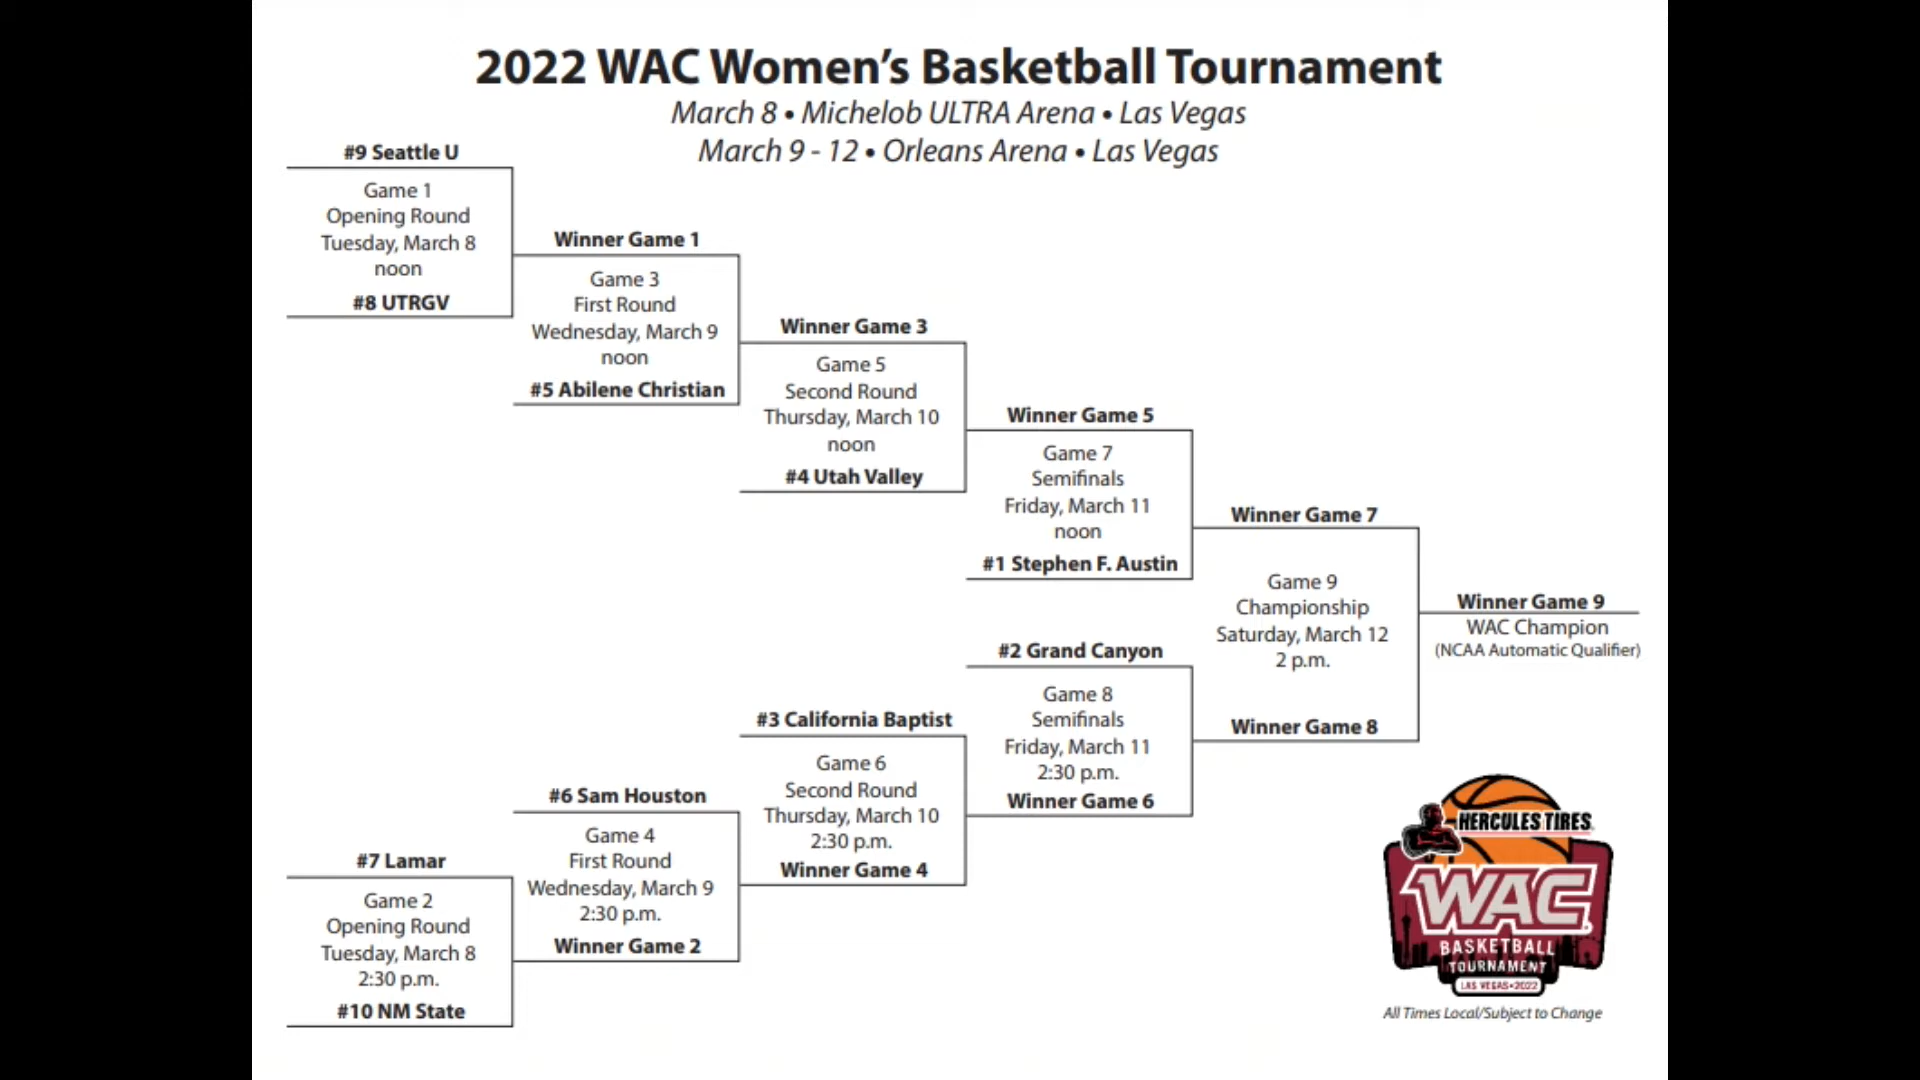 2022 WAC Women's Basketball Tournament
March 8 • Michelob ULTRA Arena • Las Vegas
March 9 - 12 • Orleans Arena • Las Vegas
#9 Seattle U
Game 1
Opening Round
Tuesday, March 8
noon
#8 UTRGV
Winner Game 1
Game 3
First Round
Wednesday, March 9
noon
#5 Abilene Christian
Winner Game 3
Game 5
Second Round
Thursday, March 10
noon
#4 Utah Valley
Winner Game 5
Game 7
Semifinals
Friday, March 11
noon
#1 Stephen F. Austin
Winner Game 7
Game 9
Championship
Saturday, March 12
2 p.m.
Winner Game 8
Winner Game 9
WAC Champion
(NCAA Automatic Qualifier)
#2 Grand Canyon
Game 8
Semifinals
Friday, March 11
2:30 p.m.
Winner Game 6
#3 California Baptist
Game 6
Second Round
Thursday, March 10
2:30 p.m.
Winner Game 4
#6 Sam Houston
Game 4
First Round
Wednesday, March 9
2:30 p.m.
Winner Game 2
#7 Lamar
Game 2
Opening Round
Tuesday, March 8
2:30 p.m.
#10 NM State
HERCULES TIRES
WAC
BASKETBALL
TOURNAMENT
LAS VEGAS•2022
All Times Local/Subject to Change